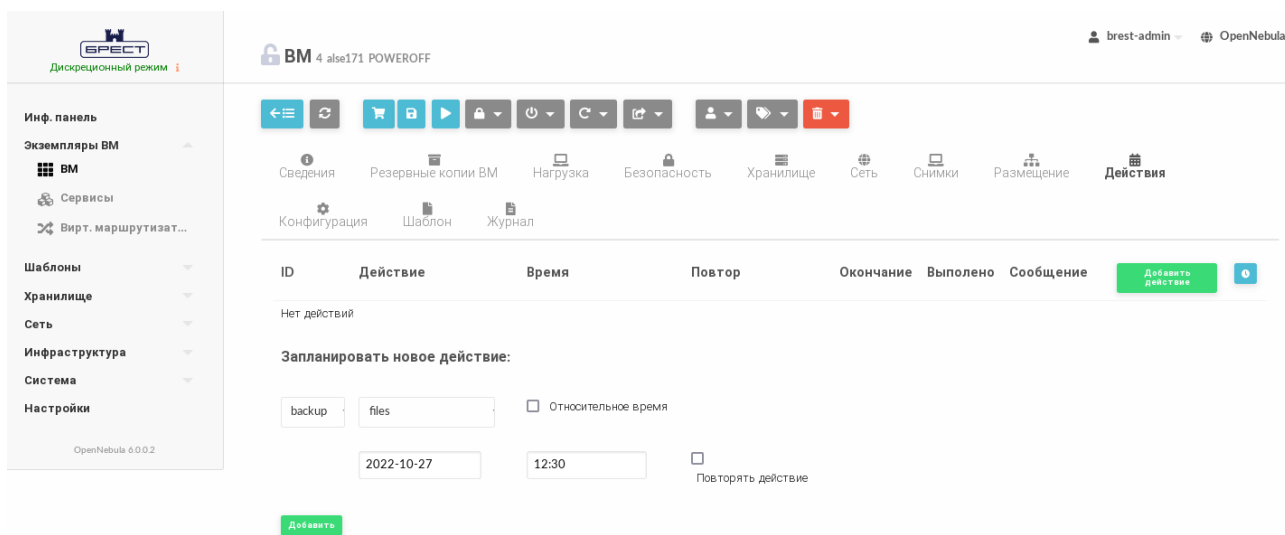 БРЕСТ
Дискреционный режим
ВМ 4 alse171 POWEROFF
brest-admin
OpenNebula
Инф. панель
Экземпляры ВМ
ВМ
Сервисы
Вирт. маршрутизат...
Шаблоны
Хранилище
Сеть
Инфраструктура
Система
Настройки
OpenNebula 6.0.0.2
Сведения Резервные копии ВМ Нагрузка Безопасность Хранилище Сеть Снимки Размещение Действия
Конфигурация Шаблон Журнал
ID Действие Время Повтор Окончание Выполено Сообщение
Добавить
действие
Нет действий
Запланировать новое действие:
backup files Относительное время
2022-10-27 12:30
Повторять действие
Добавить